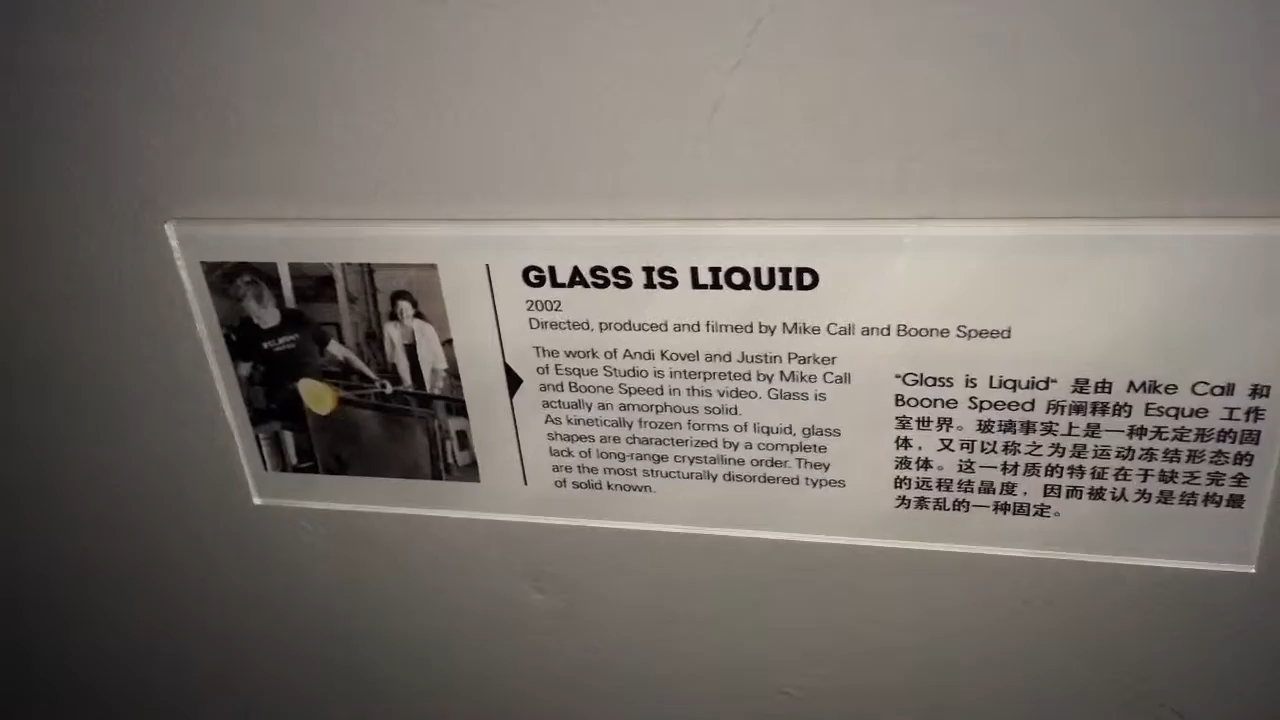 GLASS IS LIQUID
2002
Directed, produced and filmed by Mike Call and Boone Speed
The work of Andi Kovel and Justin Parker
of Esque Studio is interpreted by Mike Call
and Boone Speed in this video. Glass is
actually an amorphous solid.
As kinetically frozen forms of liquid, glass
shapes are characterized by a complete
lack of long-range crystalline order. They
are the most structurally disordered types
of solid known.
"Glass is Liquid" 是由 Mike Call 和
Boone Speed 所阐释的 Esque 工作
室世界。玻璃事实上是一种无定形的固
体，又可以称之为是运动冻结形态的
液体。这一材质的特征在于缺乏完全
的远程结晶度，因而被认为是结构最
为紊乱的一种固定。